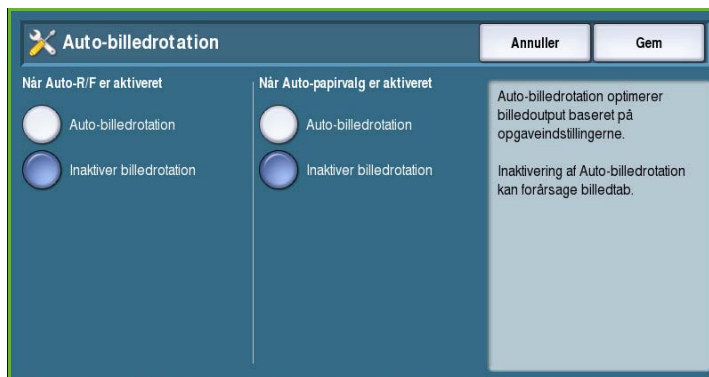 Auto-billedrotation
Annuller
Gem
Når Auto-R/F er aktiveret
Auto-billedrotation
Inaktiver billedrotation
Når Auto-papirvalg er aktiveret
Auto-billedrotation
Inaktiver billedrotation
Auto-billedrotation optimerer
billedoutput baseret på
opgaveindstillingerne.
Inaktivering af Auto-billedrotation
kan forårsage billedtab.